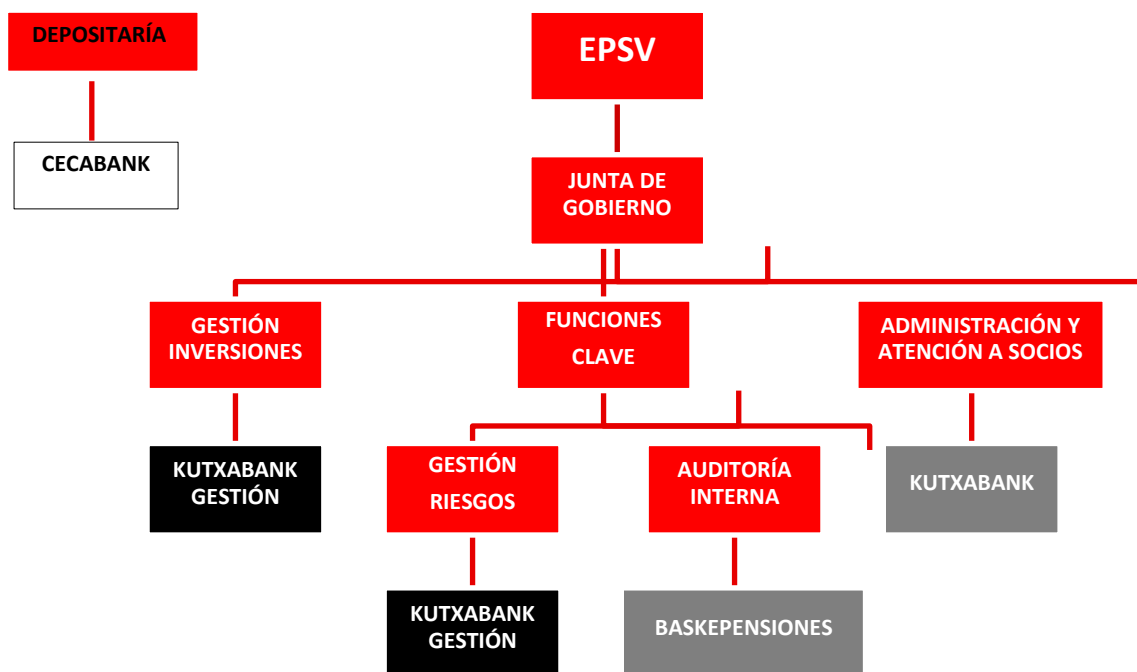 DEPOSITARÍA
EPSV
CECABANK
JUNTA DE
GOBIERNO
GESTIÓN
INVERSIONES
FUNCIONES
CLAVE
ADMINISTRACIÓN Y
ATENCIÓN A SOCIOS
KUTXABANK
GESTIÓN
GESTIÓN
RIESGOS
AUDITORÍA
INTERNA
KUTXABANK
KUTXABANK
GESTIÓN
BASKEPENSIONES